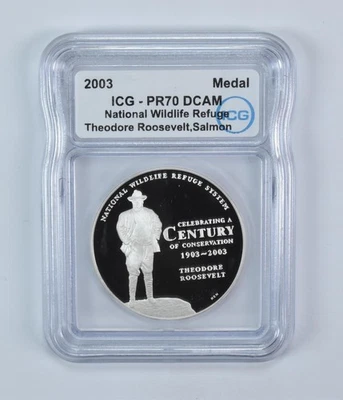 2003 Medal
ICG - PR70 DCAM
National Wildlife Refuge
Theodore Roosevelt,Salmon
ICG
NATIONAL WILDLIFE REFUGE SYSTEM
CELEBRATING A
CENTURY
OF CONSERVATION
1903~2003
THEODORE
ROOSEVELT